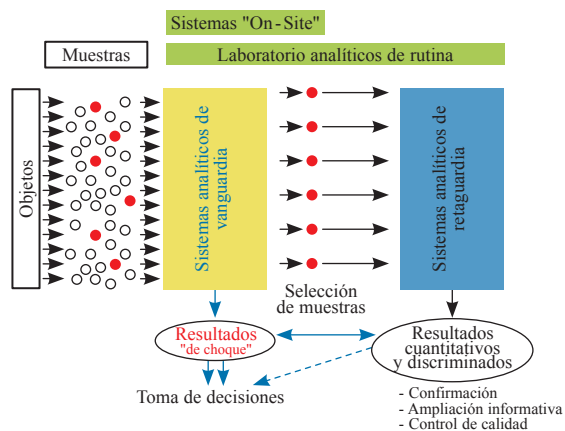 Sistemas "On-Site"
Muestras
Laboratorio analíticos de rutina
Objetos
Sistemas analíticos de
vanguardia
Sistemas analíticos de
retaguardia
Selección
de muestras
Resultados
"de choque"
Resultados
cuantitativos
y discriminados
Toma de decisiones
- Confirmación
- Ampliación informativa
- Control de calidad